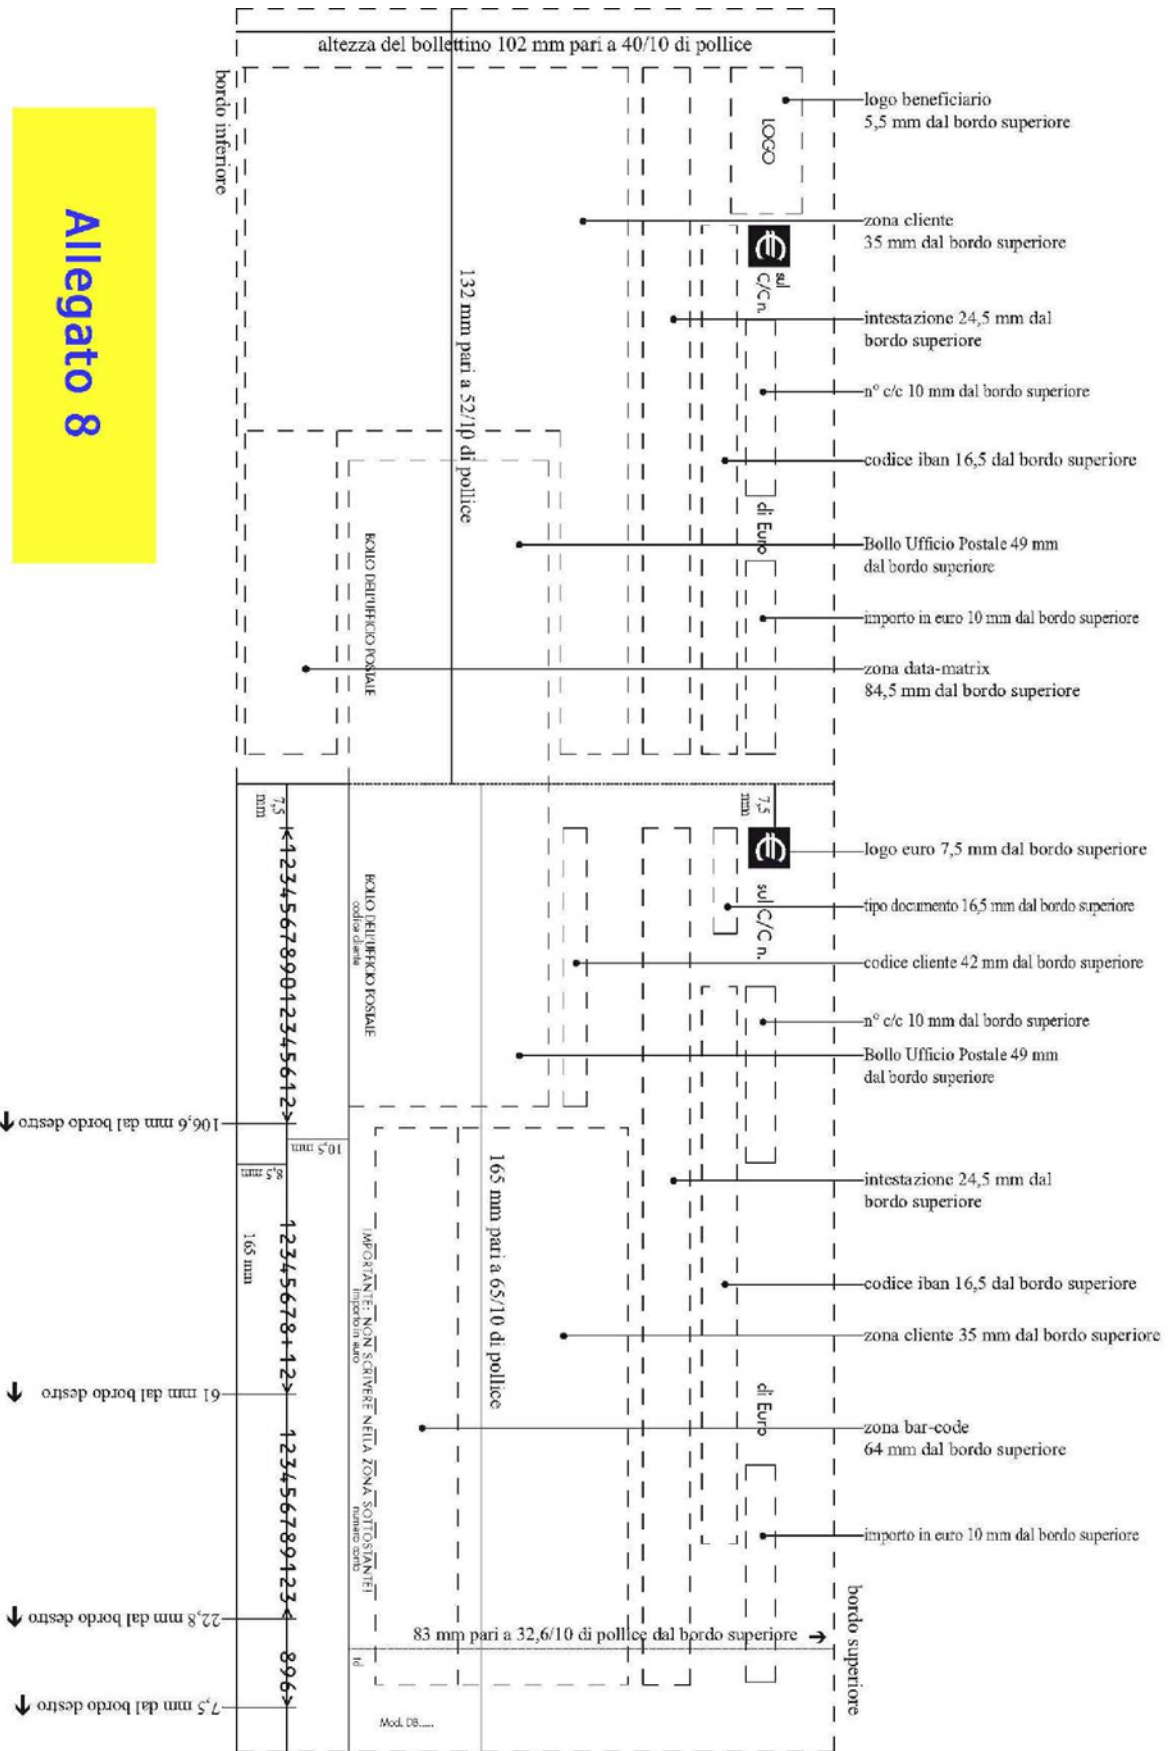 Allegato 8
altezza del bollettino 102 mm pari a 40/10 di pollice
bordo inferiore
132 mm pari a 52/10 di pollice
LOGO
€
sul
C/C n.
di Euro
BOLLO DELL'UFFICIO POSTALE
logo beneficiario
5,5 mm dal bordo superiore
zona cliente
35 mm dal bordo superiore
intestazione 24,5 mm dal
bordo superiore
n° c/c 10 mm dal bordo superiore
codice iban 16,5 dal bordo superiore
Bollo Ufficio Postale 49 mm
dal bordo superiore
importo in euro 10 mm dal bordo superiore
zona data-matrix
84,5 mm dal bordo superiore
7,5
mm
7,5
mm
€
sul C/C n.
di Euro
<123456789012345612>
12345678+12>
123456789123<
896>
BOLLO DELL'UFFICIO POSTALE
codice cliente
IMPORTANTE: NON SCRIVERE NELLA ZONA SOTTOSTANTE!
importo in euro
numero conto
td
Mod. DB......
10,5 mm
8,5 mm
165 mm
165 mm pari a 65/10 di pollice
83 mm pari a 32,6/10 di pollice dal bordo superiore →
bordo superiore
logo euro 7,5 mm dal bordo superiore
tipo documento 16,5 mm dal bordo superiore
codice cliente 42 mm dal bordo superiore
n° c/c 10 mm dal bordo superiore
Bollo Ufficio Postale 49 mm
dal bordo superiore
intestazione 24,5 mm dal
bordo superiore
codice iban 16,5 dal bordo superiore
zona cliente 35 mm dal bordo superiore
zona bar-code
64 mm dal bordo superiore
importo in euro 10 mm dal bordo superiore
106,6 mm dal bordo destro
61 mm dal bordo destro
22,8 mm dal bordo destro
7,5 mm dal bordo destro